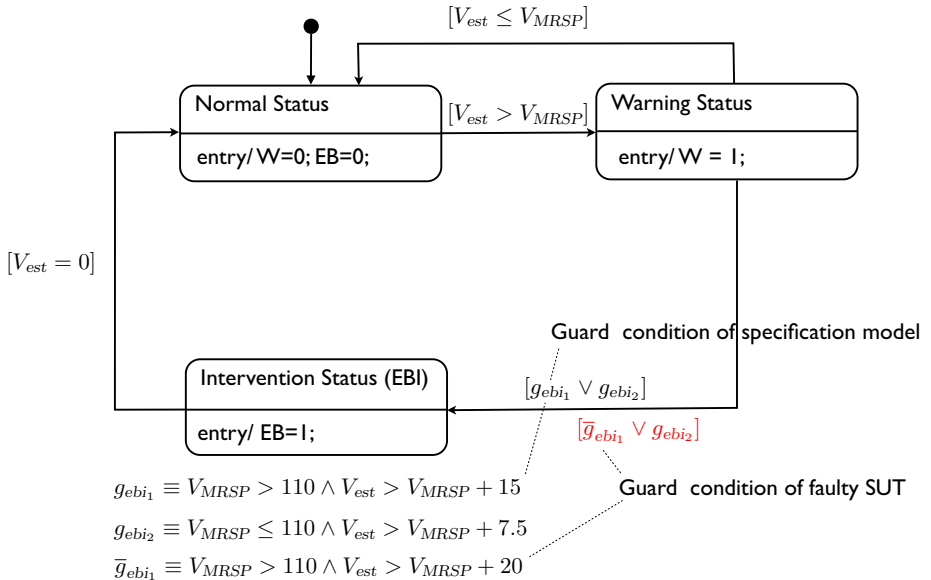 [V_est ≤ V_MRSP]
Normal Status
[V_est > V_MRSP]
Warning Status
entry/ W=0; EB=0;
entry/ W = 1;
[V_est = 0]
Guard condition of specification model
Intervention Status (EBI)
[g_ebi₁ ∨ g_ebi₂]
entry/ EB=1;
[g̅_ebi₁ ∨ g_ebi₂]
g_ebi₁ ≡ V_MRSP > 110 ∧ V_est > V_MRSP + 15
Guard condition of faulty SUT
g_ebi₂ ≡ V_MRSP ≤ 110 ∧ V_est > V_MRSP + 7.5
g̅_ebi₁ ≡ V_MRSP > 110 ∧ V_est > V_MRSP + 20